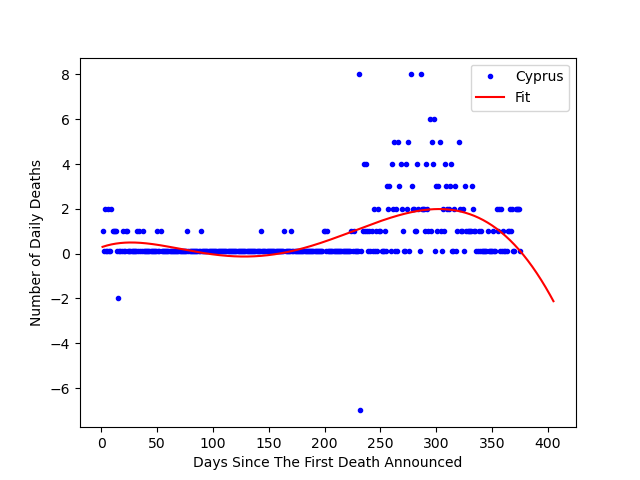 Cyprus
Fit
8
6
4
2
0
−2
−4
−6
Number of Daily Deaths
0 50 100 150 200 250 300 350 400
Days Since The First Death Announced